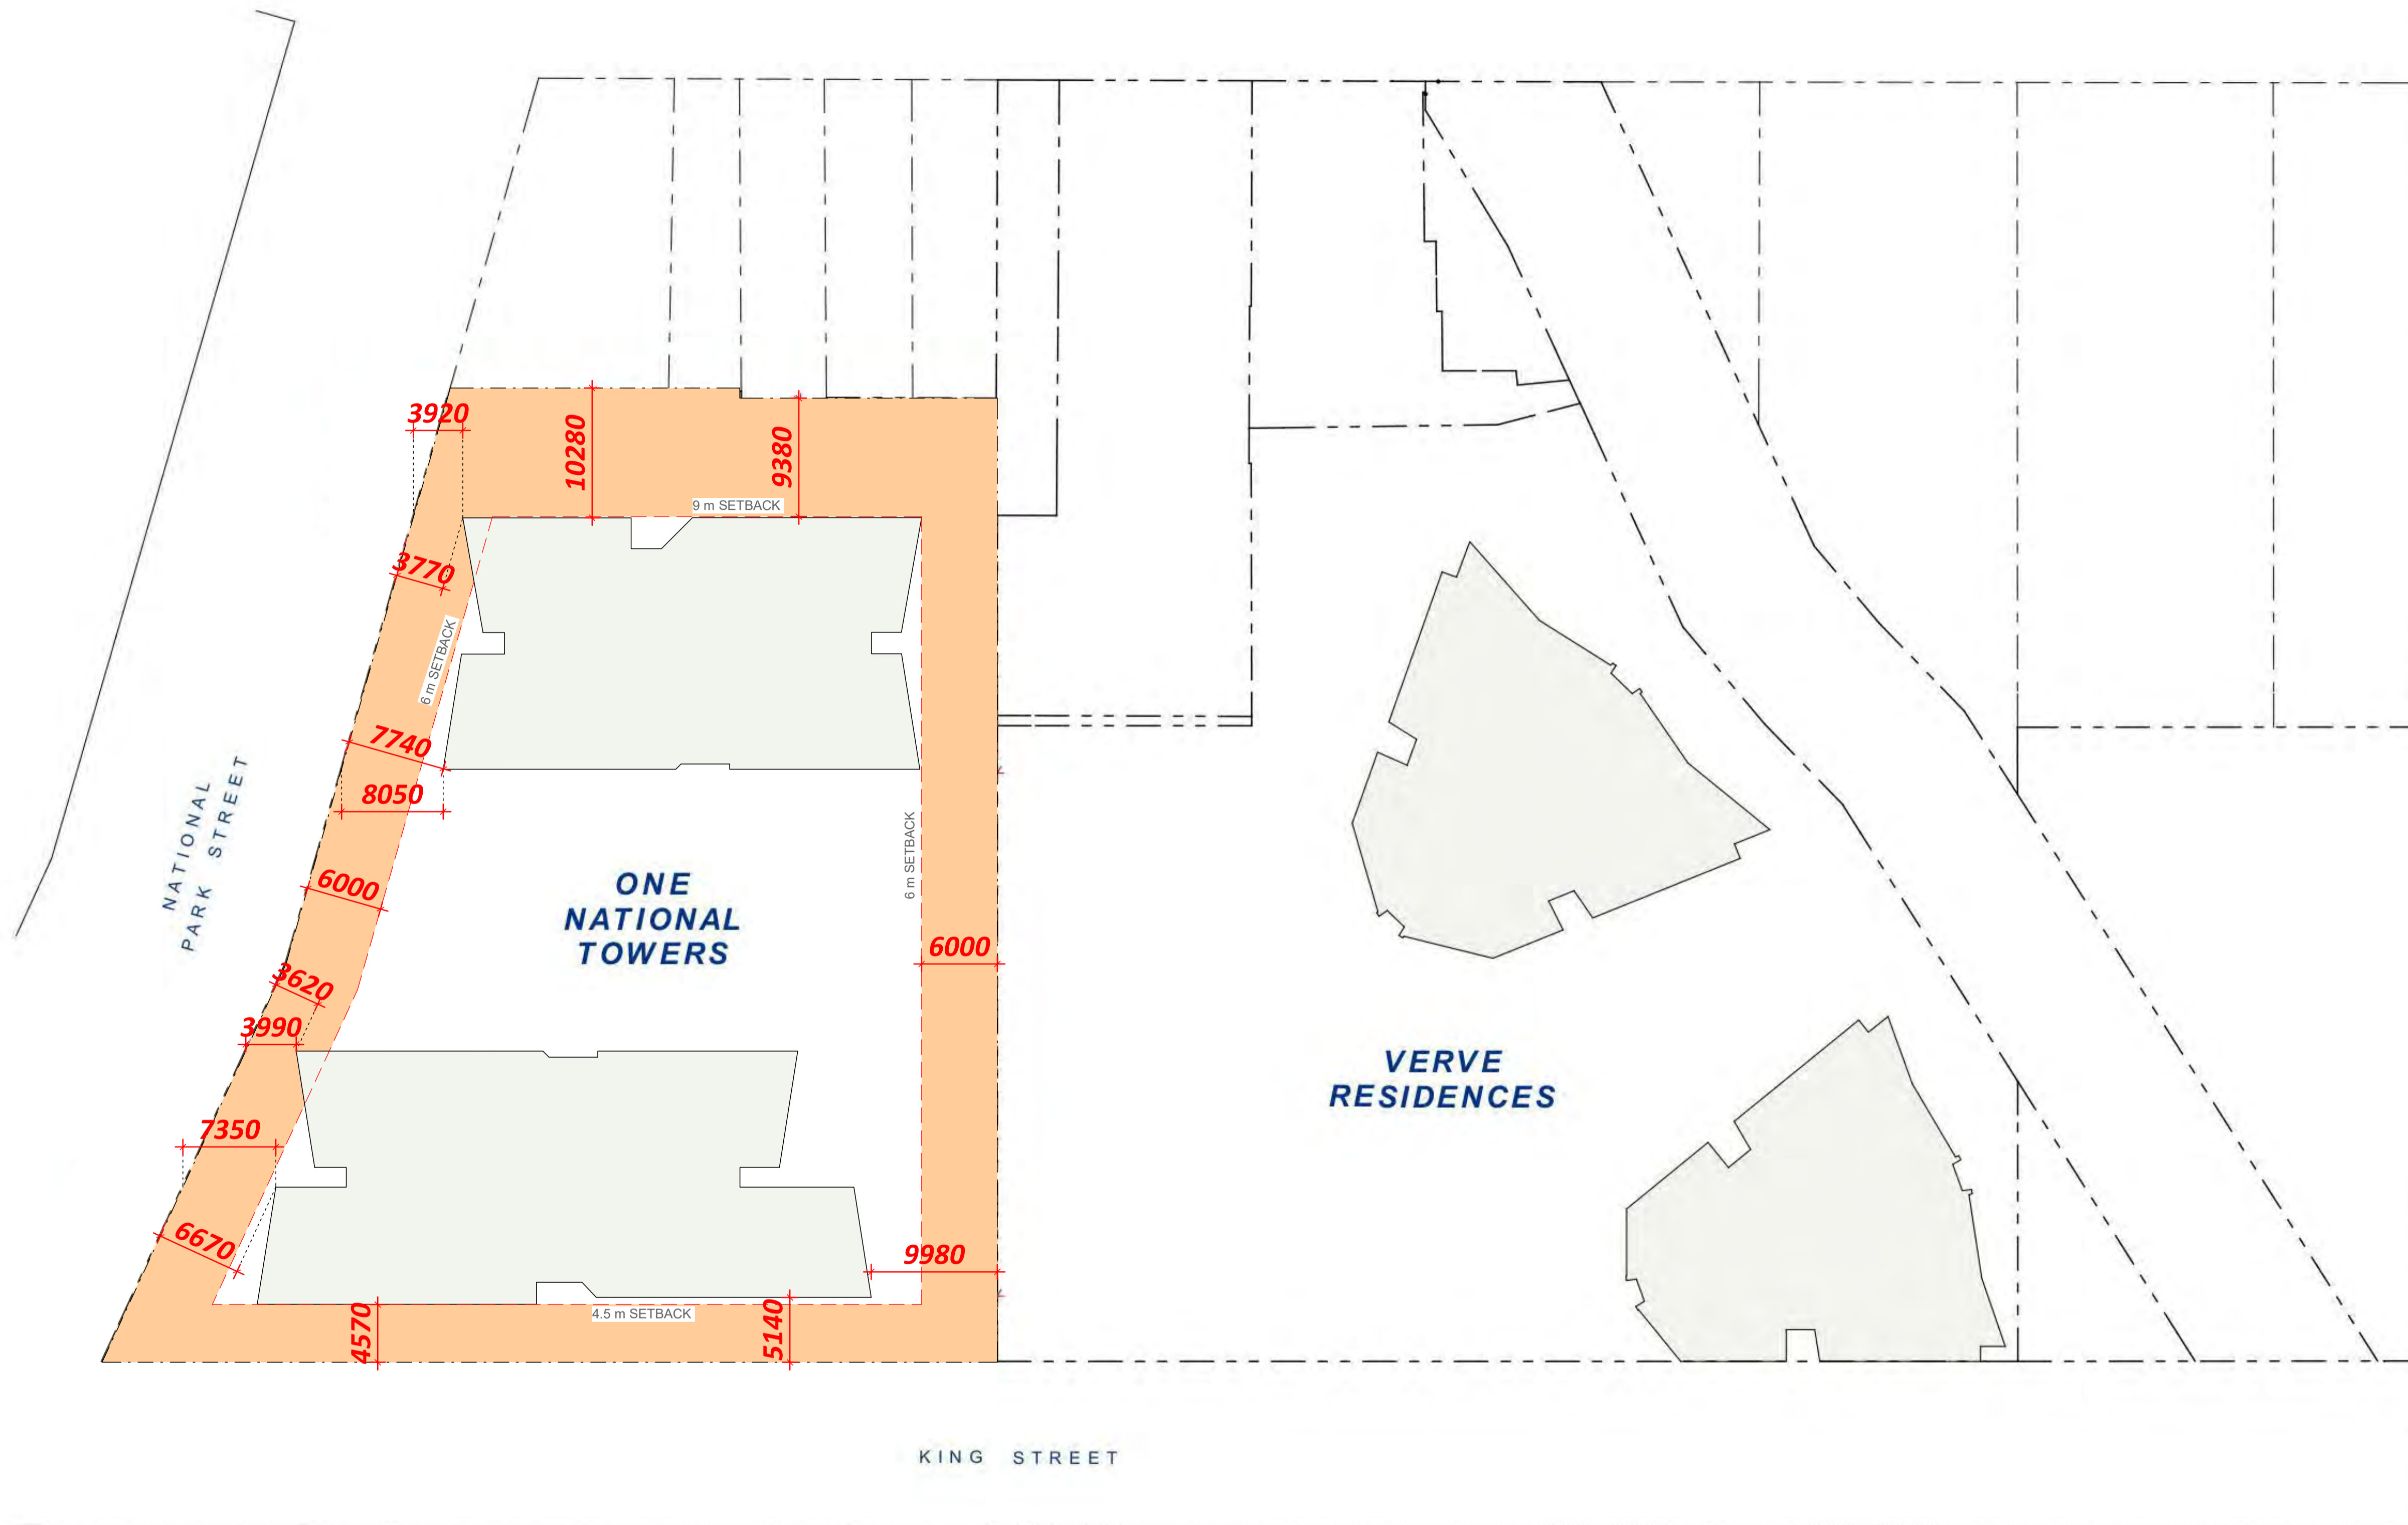 3920
10280
9380
9 m SETBACK
3770
6 m SETBACK
7740
8050
NATIONAL
PARK STREET
6 m SETBACK
6000
ONE
NATIONAL
TOWERS
6000
3620
3990
VERVE
RESIDENCES
7350
6670
9980
4570
4.5 m SETBACK
5140
KING STREET